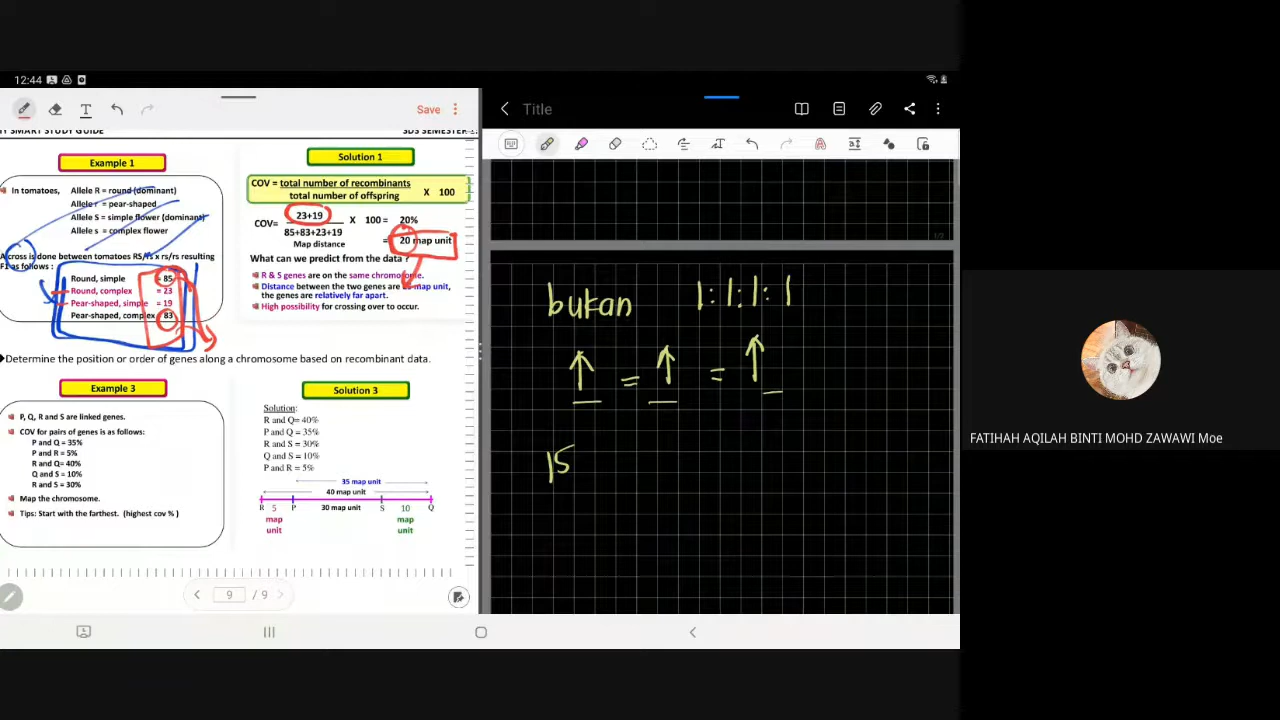 12:44
Save
Title
Y SMART STUDY GUIDE
SDS SEMESTER
Example 1
In tomatoes, Allele R = round (dominant)
Allele r = pear-shaped
Allele S = simple flower (dominant)
Allele s = complex flower
A cross is done between tomatoes RS/rs x rs/rs resulting
F1 as follows :
Round, simple = 85
Round, complex = 23
Pear-shaped, simple = 19
Pear-shaped, complex 83
Solution 1
COV = total number of recombinants
total number of offspring
X 100
COV=
23+19
85+83+23+19
X 100 = 20%
Map distance
= 20 map unit
What can we predict from the data ?
R & S genes are on the same chromosome.
Distance between the two genes are map unit,
the genes are relatively far apart.
High possibility for crossing over to occur.
Determine the position or order of genes along a chromosome based on recombinant data.
Example 3
P, Q, R and S are linked genes.
COV for pairs of genes is as follows:
P and Q = 35%
P and R = 5%
R and Q= 40%
Q and S = 10%
R and S = 30%
Map the chromosome.
Tips: Start with the farthest. (highest cov % )
Solution 3
Solution:
R and Q= 40%
P and Q = 35%
R and S = 30%
Q and S = 10%
P and R = 5%
35 map unit
40 map unit
R 5 P 30 map unit S 10 Q
map map
unit unit
9 / 9
bukan 1:1:1:1
↑ = ↑ = ↑
15
FATIHAH AQILAH BINTI MOHD ZAWAWI Moe